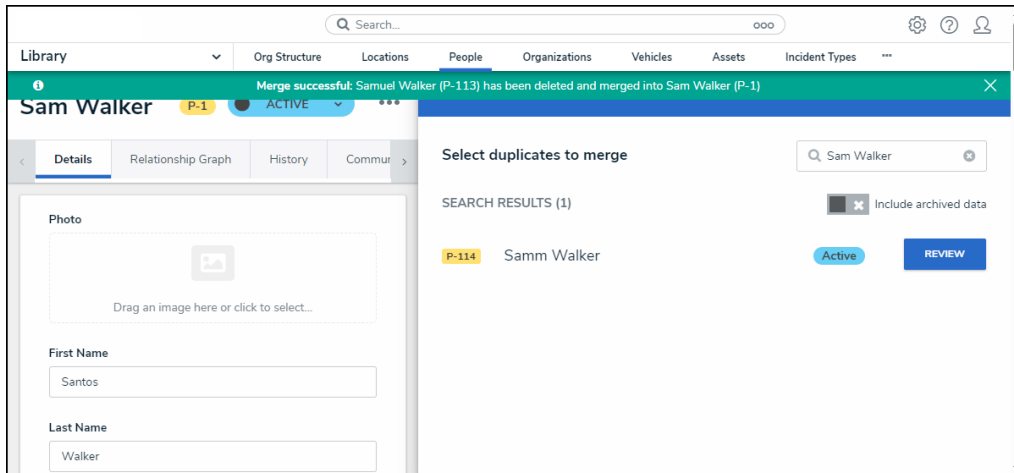 Search...
ooo
Library
Org Structure
Locations
People
Organizations
Vehicles
Assets
Incident Types
Merge successful: Samuel Walker (P-113) has been deleted and merged into Sam Walker (P-1)
Sam Walker P-1 ACTIVE
Details
Relationship Graph
History
Commun
Photo
Drag an image here or click to select...
First Name
Santos
Last Name
Walker
Select duplicates to merge
Sam Walker
SEARCH RESULTS (1)
Include archived data
P-114 Samm Walker Active REVIEW